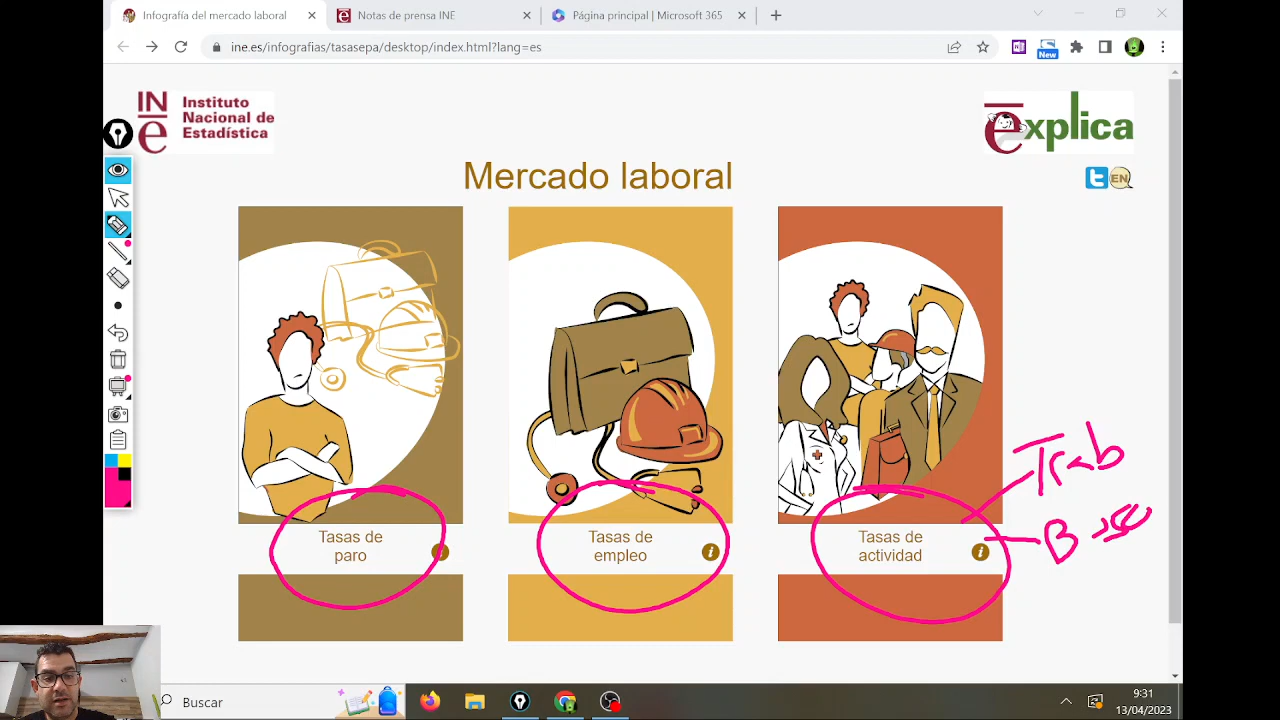 Infografía del mercado laboral
Notas de prensa INE
Página principal | Microsoft 365
ine.es/infografias/tasasepa/desktop/index.html?lang=es
New
INe
Instituto
Nacional de
Estadística
explica
Mercado laboral
EN
Trab
Tasas de
paro
Tasas de
empleo
i
Tasas de
actividad
i
Buscar
9:31
13/04/2023